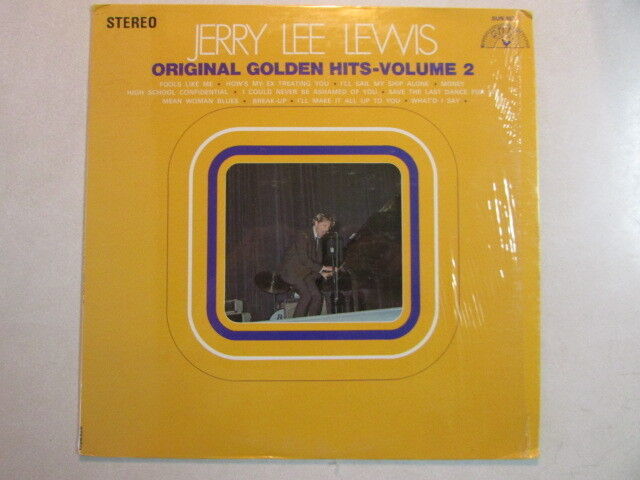 STEREO
JERRY LEE LEWIS
ORIGINAL GOLDEN HITS-VOLUME 2
FOOLS LIKE ME • HOW'S MY EX TREATING YOU • I'LL SAIL MY SHIP ALONE • MONEY
HIGH SCHOOL CONFIDENTIAL • I COULD NEVER BE ASHAMED OF YOU • SAVE THE LAST DANCE FOR
MEAN WOMAN BLUES • BREAK-UP • I'LL MAKE IT ALL UP TO YOU • WHAT'D I SAY •